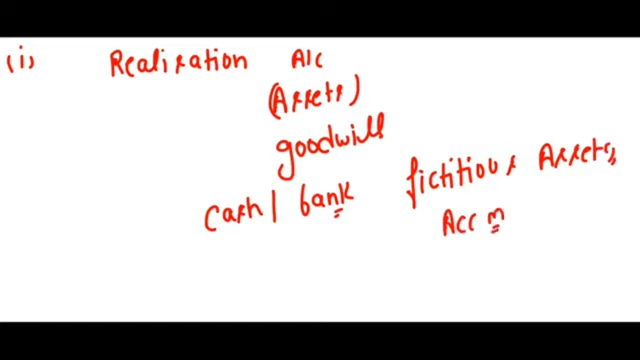 (i) Realisation A/c
(Assets)
goodwill
Cash / bank fictitious Assets,
Acc m